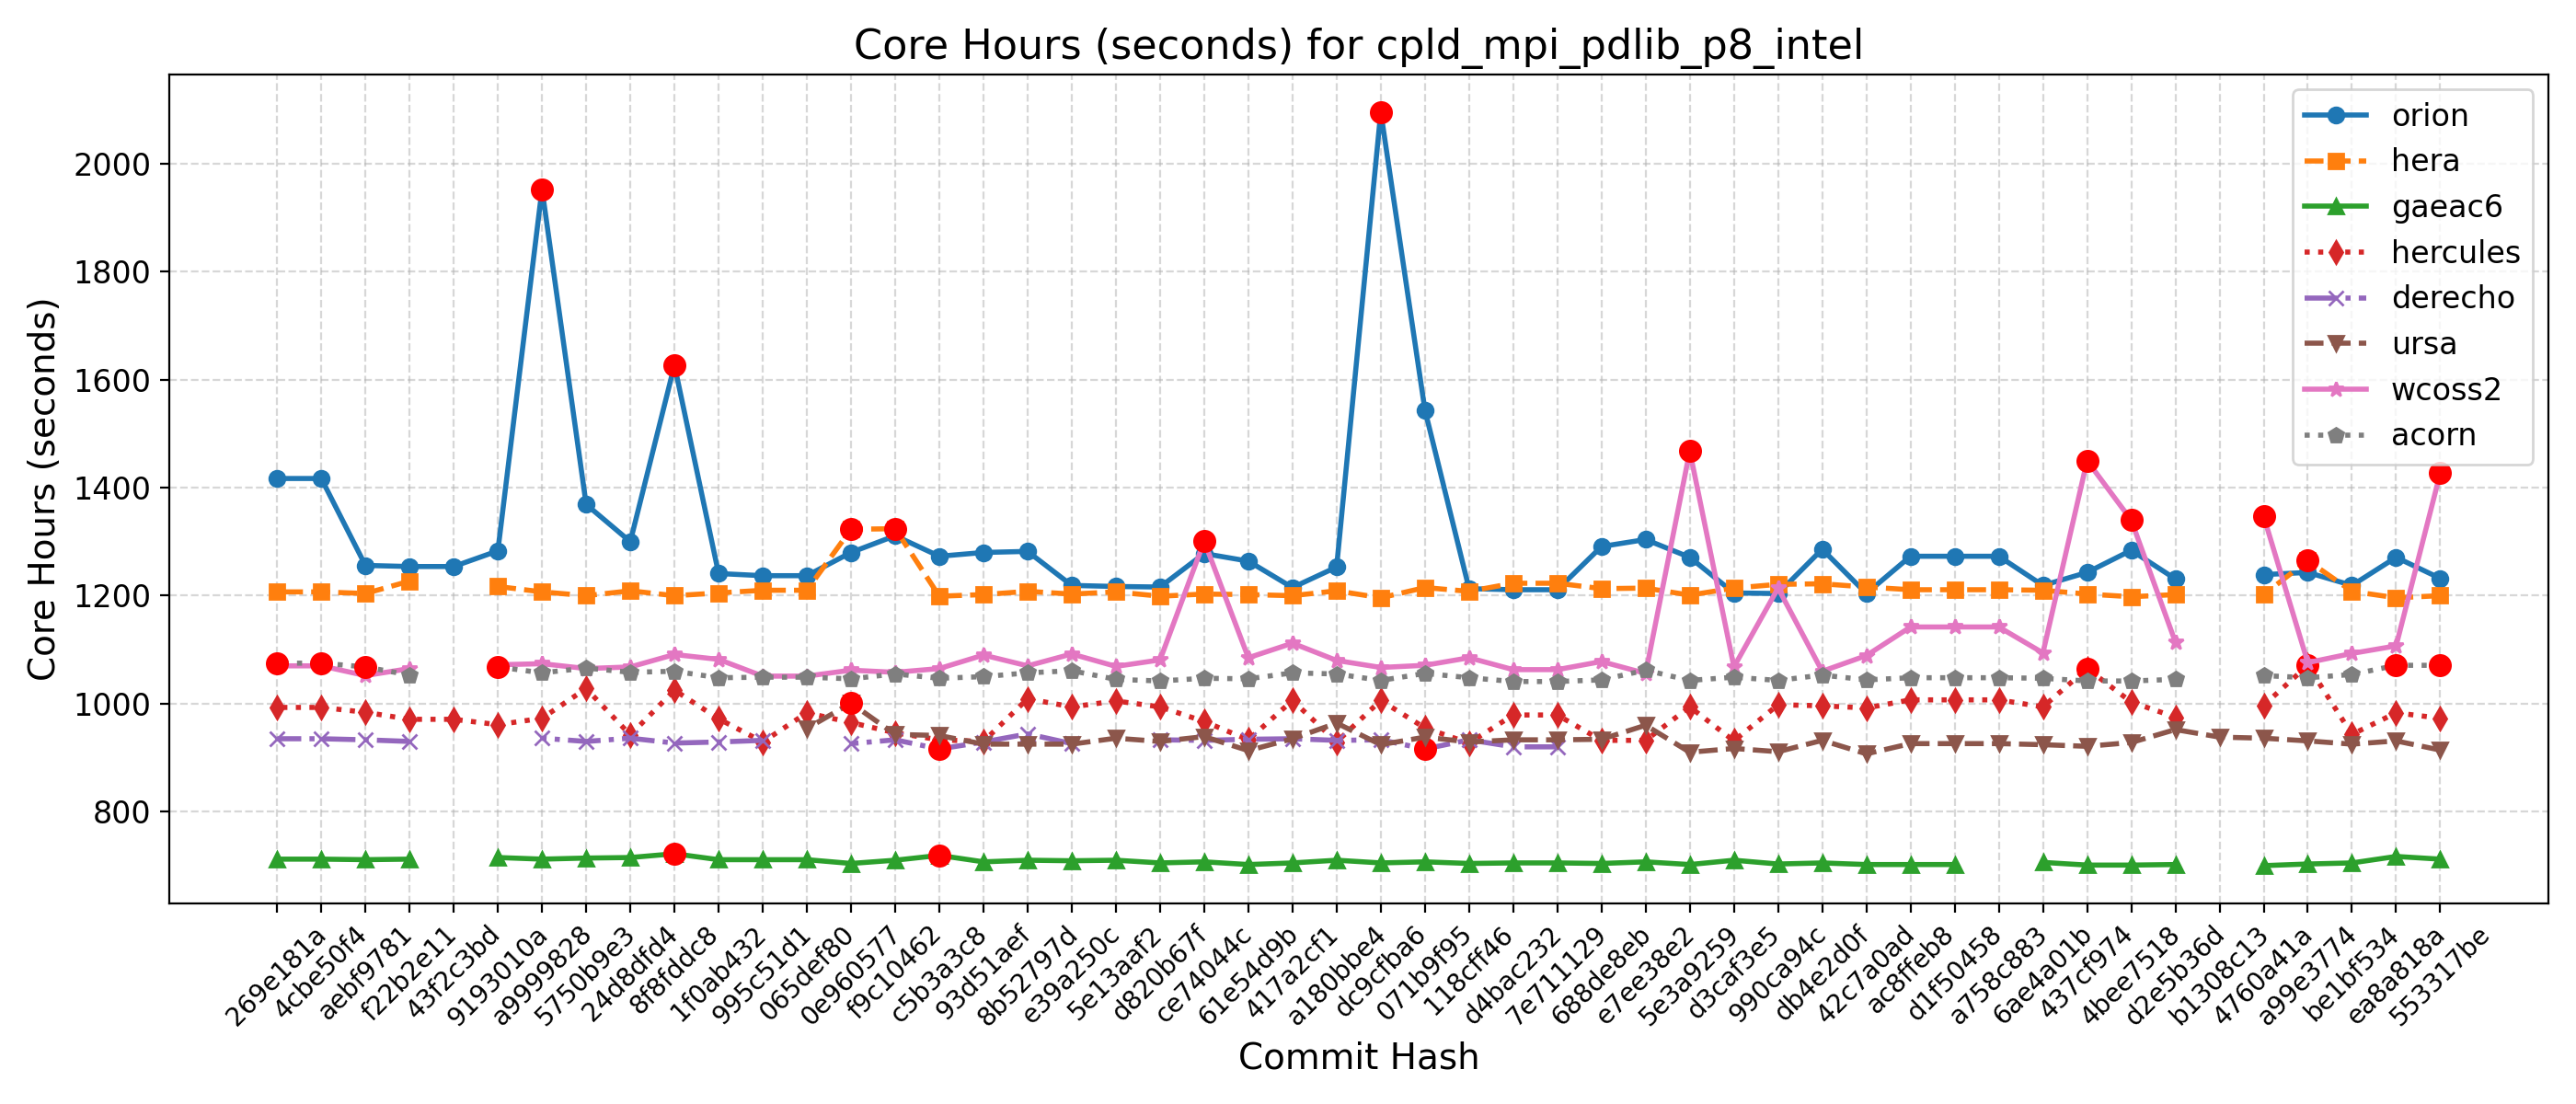 Core Hours (seconds) for cpld_mpi_pdlib_p8_intel
Core Hours (seconds)
2000
1800
1600
1400
1200
1000
800
orion
hera
gaeac6
hercules
derecho
ursa
wcoss2
acorn
269e181a
4cbe50f4
aebf9781
f22b2e11
43f2c3bd
9193010a
a9999828
5750b9e3
24d8dfd4
8f8fddc8
1f0ab432
995c51d1
065def80
0e960577
f9c10462
c5b3a3c8
93d51aef
8b52797d
e39a250c
5e13aaf2
d820b67f
ce74044c
61e54d9b
417a2cf1
a180bbe4
dc9cfba6
071b9f95
118cff46
d4bac232
7e711129
688de8eb
e7ee38e2
5e3a9259
d3caf3e5
990ca94c
db4e2d0f
42c7a0ad
ac8ffeb8
d1f50458
a758c883
6ae4a01b
437cf974
4bee7518
d2e5b36d
b1308c13
4760a41a
a99e3774
be1bf534
ea8a818a
553317be
Commit Hash